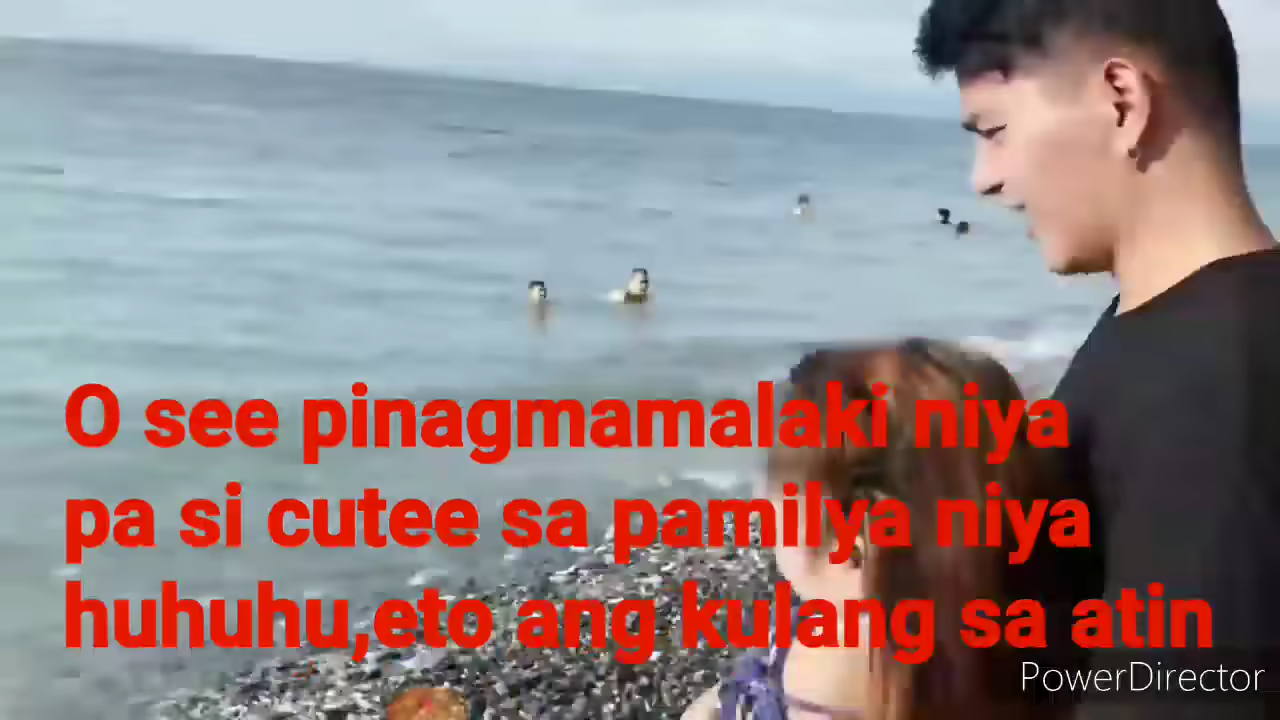 O see pinagmamalaki niya
pa si cutee sa pamilya niya
huhuhu,eto ang kulang sa atin
PowerDirector